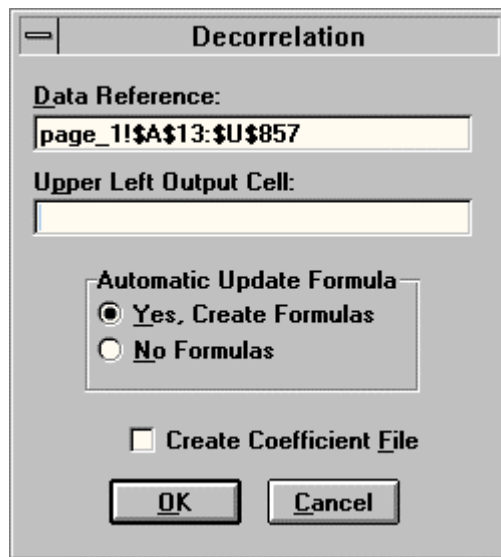 Decorrelation
Data Reference:
page_1!$A$13:$U$857
Upper Left Output Cell:
Automatic Update Formula
Yes, Create Formulas
No Formulas
Create Coefficient File
OK
Cancel